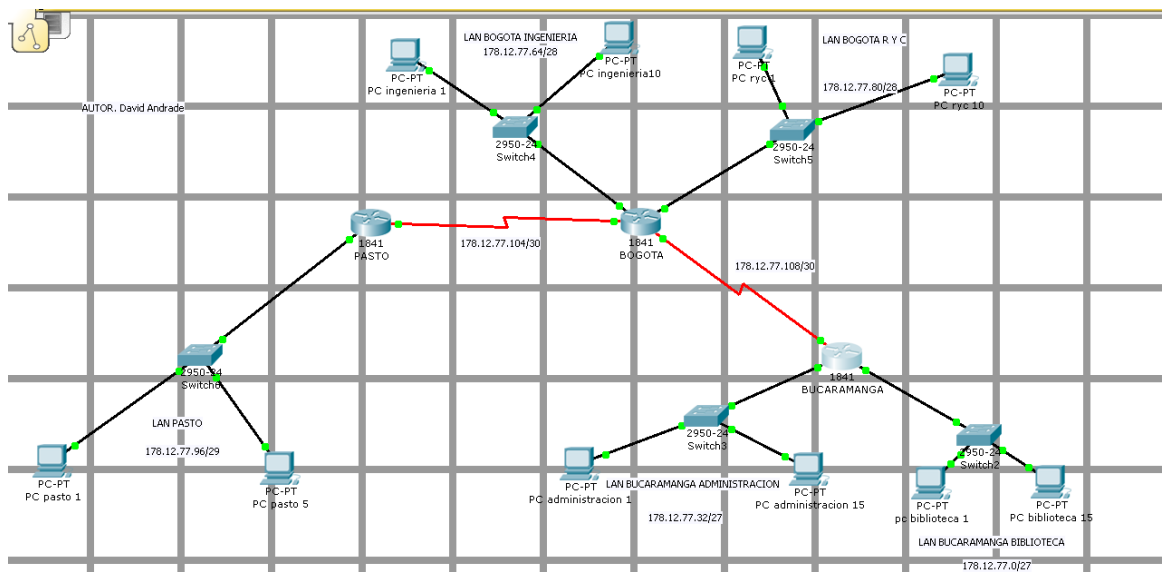 LAN BOGOTA INGENIERIA
178.12.77.64/28
PC-PT
PC ingenieria 1
PC-PT
PC ingenieria10
2950-24
Switch4
LAN BOGOTA R Y C
178.12.77.80/28
PC-PT
PC ryc 1
PC-PT
PC ryc 10
2950-24
Switch5
AUTOR. David Andrade
1841
PASTO
178.12.77.104/30
1841
BOGOTA
178.12.77.108/30
1841
BUCARAMANGA
2950-24
LAN PASTO
178.12.77.96/29
PC-PT
PC pasto 1
PC-PT
PC pasto 5
2950-24
Switch3
PC-PT
PC administracion 1
LAN BUCARAMANGA ADMINISTRACION
178.12.77.32/27
PC-PT
PC administracion 15
2950-24
Switch2
PC-PT
pc biblioteca 1
PC-PT
PC biblioteca 15
LAN BUCARAMANGA BIBLIOTECA
178.12.77.0/27